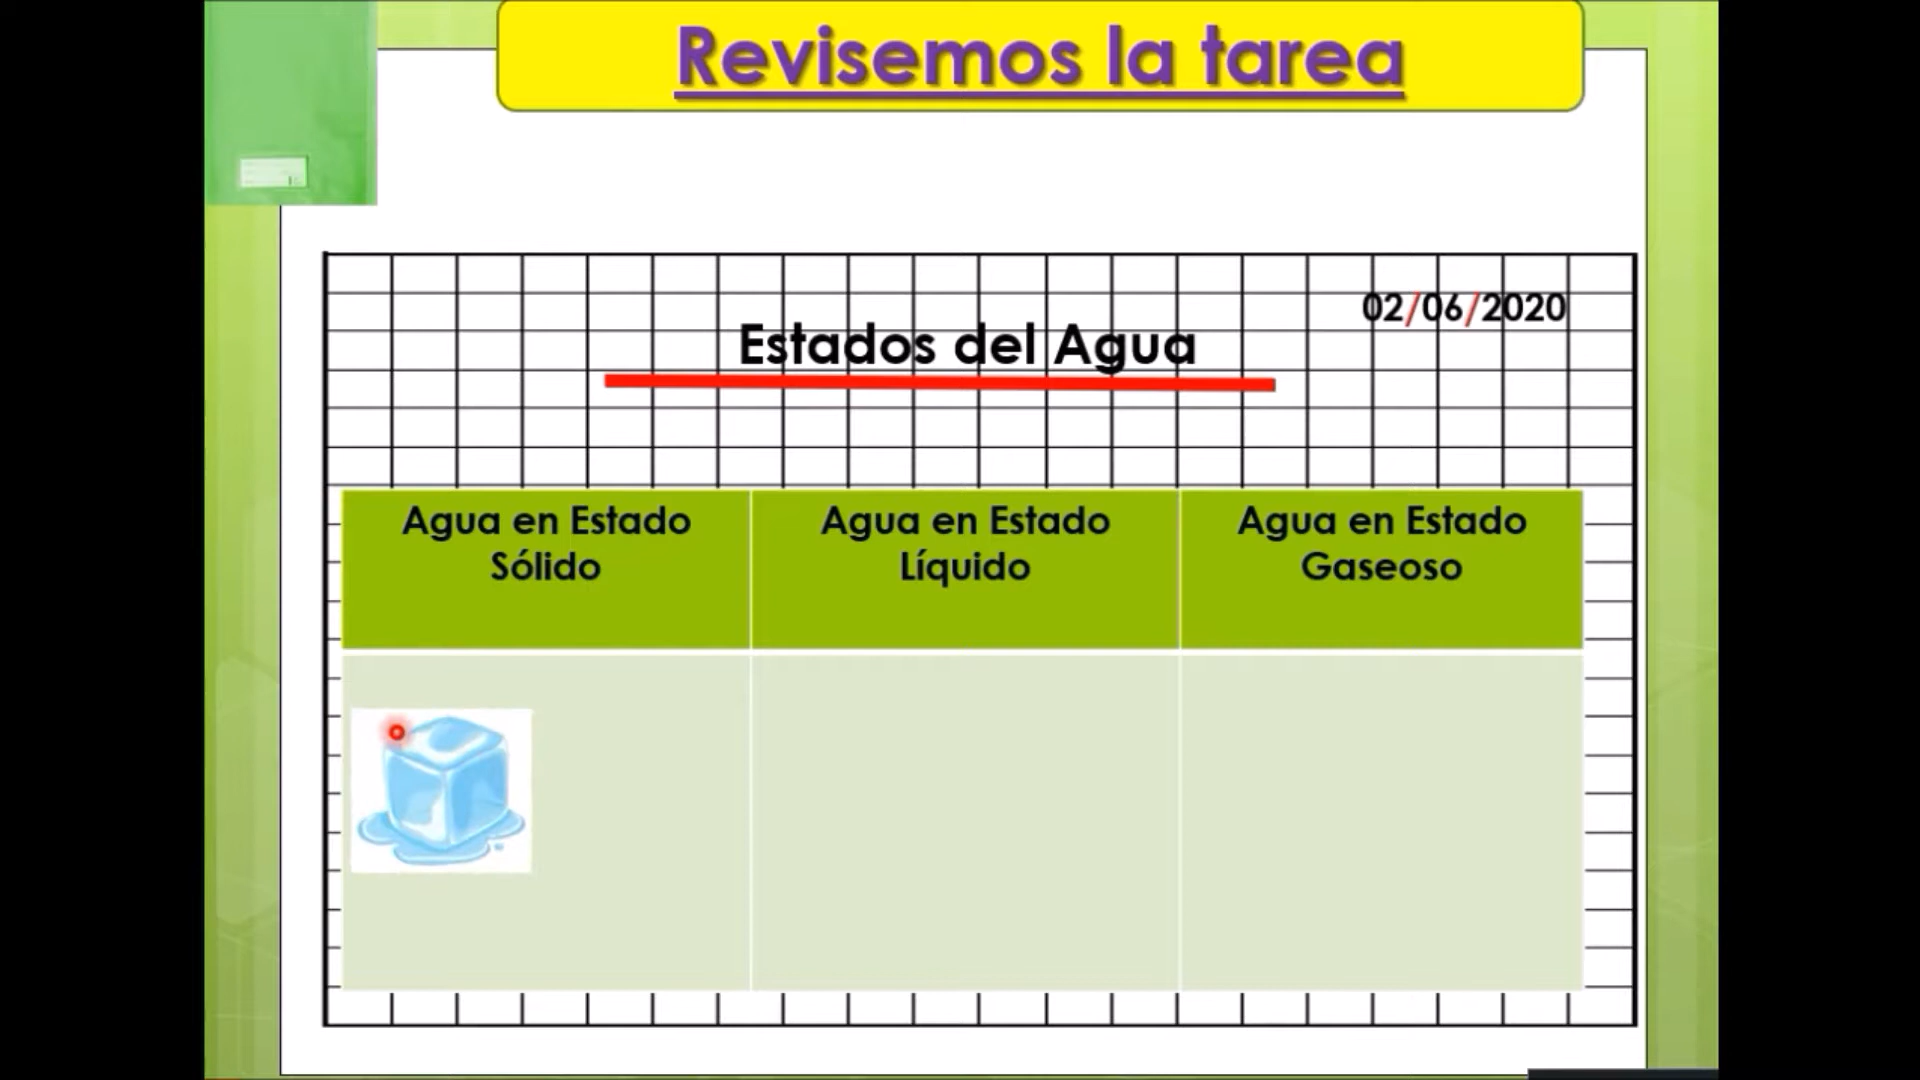 Revisemos la tarea
02/06/2020
Estados del Agua
Agua en Estado
Sólido
Agua en Estado
Líquido
Agua en Estado
Gaseoso